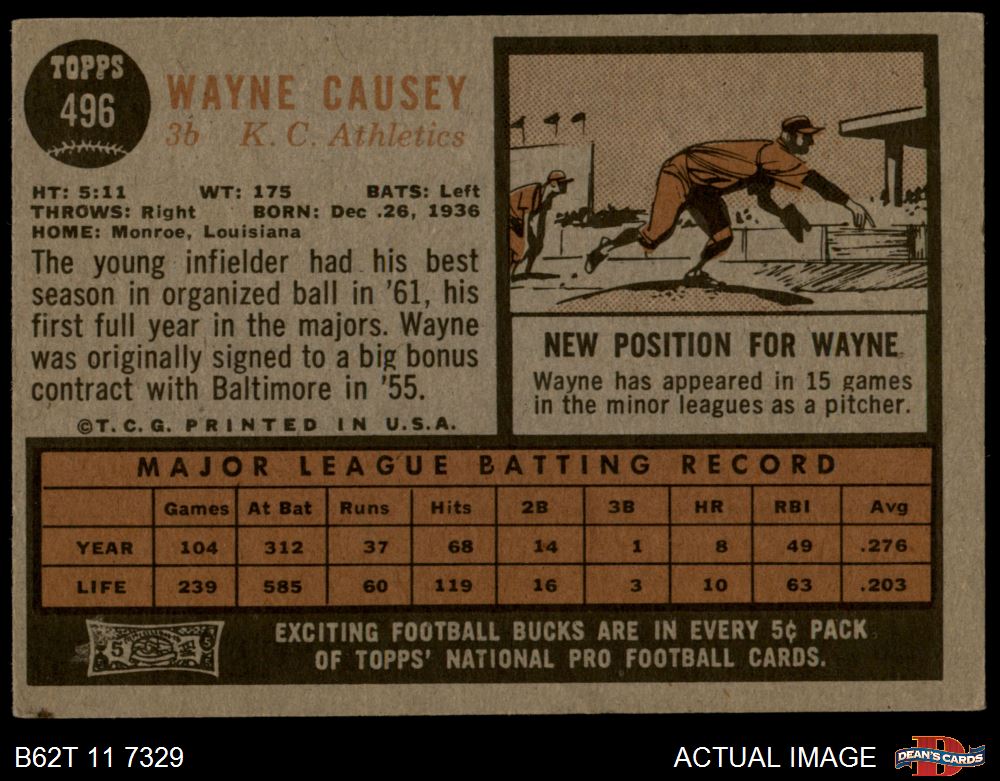 TOPPS
496
WAYNE CAUSEY
3b K. C. Athletics
HT: 5:11 WT: 175 BATS: Left
THROWS: Right BORN: Dec .26, 1936
HOME: Monroe, Louisiana
The young infielder had his best
season in organized ball in '61, his
first full year in the majors. Wayne
was originally signed to a big bonus
contract with Baltimore in '55.
©T. C. G. PRINTED IN U.S.A.
NEW POSITION FOR WAYNE
Wayne has appeared in 15 games
in the minor leagues as a pitcher.
MAJOR LEAGUE BATTING RECORD
Games At Bat Runs Hits 2B 3B HR RBI Avg
YEAR 104 312 37 68 14 1 8 49 .276
LIFE 239 585 60 119 16 3 10 63 .203
5 5
EXCITING FOOTBALL BUCKS ARE IN EVERY 5¢ PACK
OF TOPPS' NATIONAL PRO FOOTBALL CARDS.
B62T 11 7329
ACTUAL IMAGE
D
DEAN'S CARDS